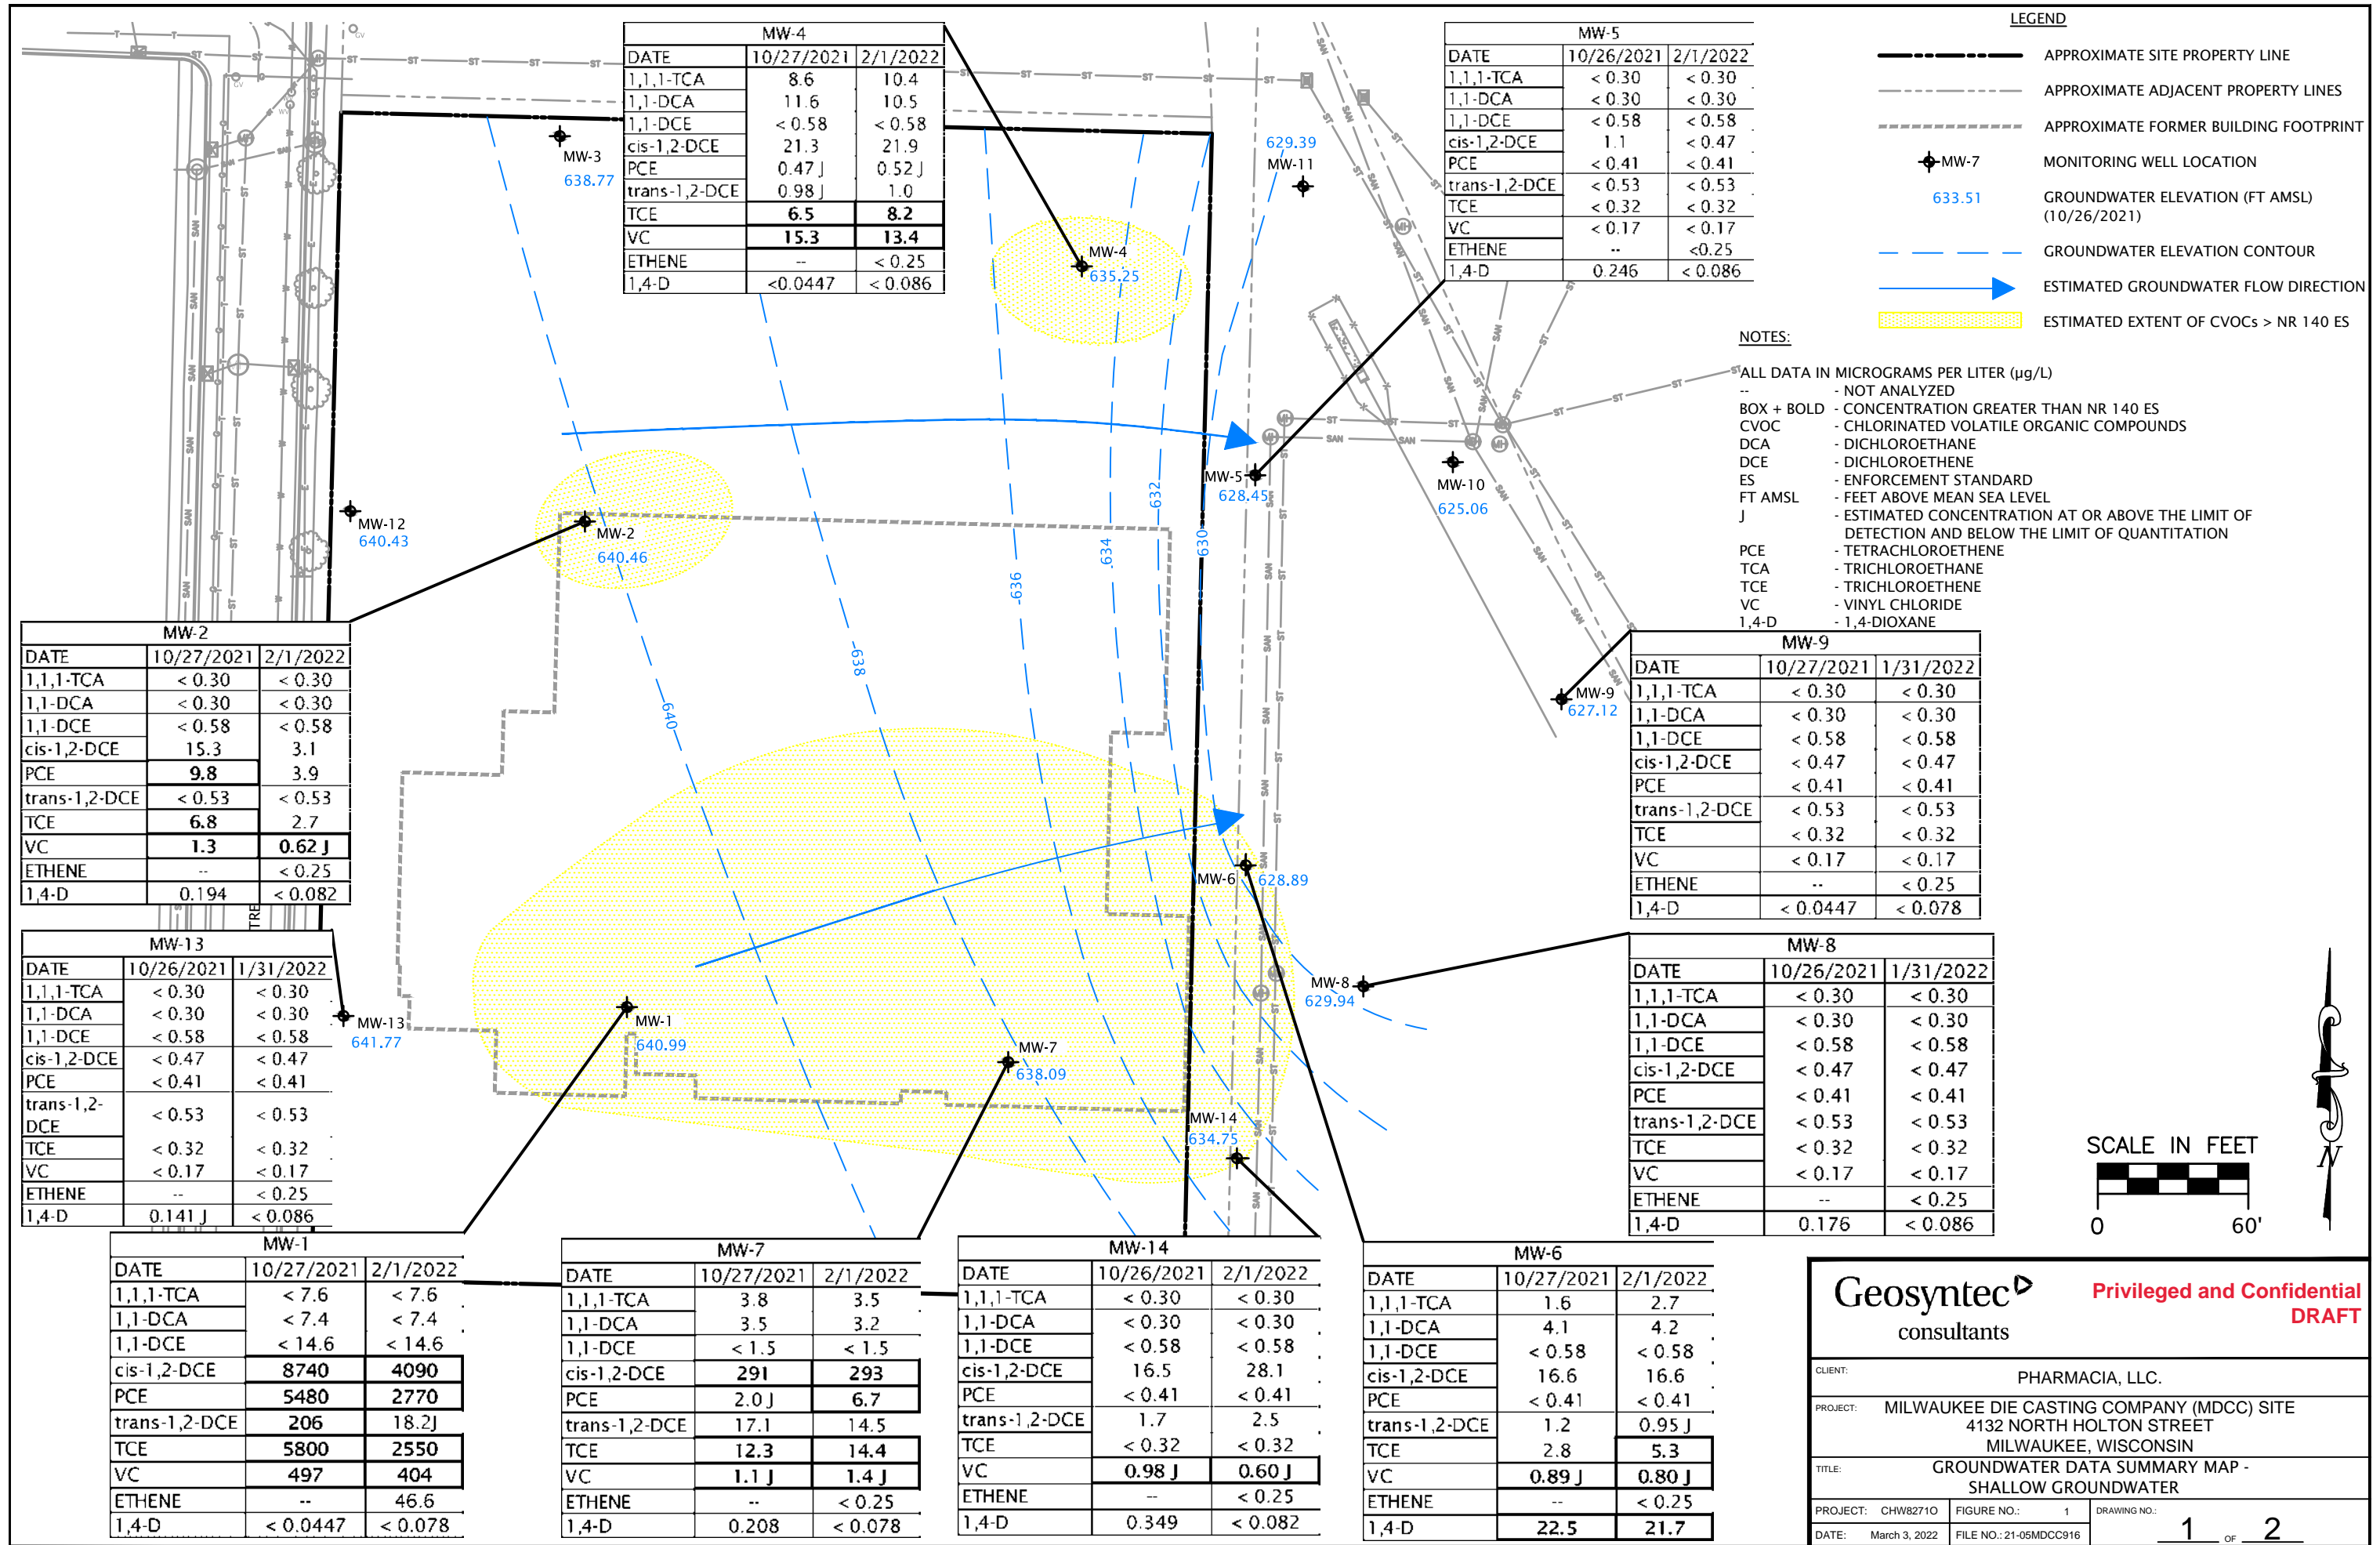 MW-4
DATE 10/27/2021 2/1/2022
1,1,1-TCA 8.6 10.4
1,1-DCA 11.6 10.5
1,1-DCE < 0.58 < 0.58
cis-1,2-DCE 21.3 21.9
PCE 0.47 J 0.52 J
trans-1,2-DCE 0.98 J 1.0
TCE 6.5 8.2
VC 15.3 13.4
ETHENE -- < 0.25
1,4-D <0.0447 < 0.086
MW-5
DATE 10/26/2021 2/1/2022
1,1,1-TCA < 0.30 < 0.30
1,1-DCA < 0.30 < 0.30
1,1-DCE < 0.58 < 0.58
cis-1,2-DCE 1.1 < 0.47
PCE < 0.41 < 0.41
trans-1,2-DCE < 0.53 < 0.53
TCE < 0.32 < 0.32
VC < 0.17 < 0.17
ETHENE -- <0.25
1,4-D 0.246 < 0.086
LEGEND
APPROXIMATE SITE PROPERTY LINE
APPROXIMATE ADJACENT PROPERTY LINES
APPROXIMATE FORMER BUILDING FOOTPRINT
MW-7 MONITORING WELL LOCATION
633.51 GROUNDWATER ELEVATION (FT AMSL)
(10/26/2021)
GROUNDWATER ELEVATION CONTOUR
ESTIMATED GROUNDWATER FLOW DIRECTION
ESTIMATED EXTENT OF CVOCs > NR 140 ES
NOTES:
ALL DATA IN MICROGRAMS PER LITER (µg/L)
-- - NOT ANALYZED
BOX + BOLD - CONCENTRATION GREATER THAN NR 140 ES
CVOC - CHLORINATED VOLATILE ORGANIC COMPOUNDS
DCA - DICHLOROETHANE
DCE - DICHLOROETHENE
ES - ENFORCEMENT STANDARD
FT AMSL - FEET ABOVE MEAN SEA LEVEL
J - ESTIMATED CONCENTRATION AT OR ABOVE THE LIMIT OF
DETECTION AND BELOW THE LIMIT OF QUANTITATION
PCE - TETRACHLOROETHENE
TCA - TRICHLOROETHANE
TCE - TRICHLOROETHENE
VC - VINYL CHLORIDE
1,4-D - 1,4-DIOXANE
MW-3
638.77
629.39
MW-11
MW-4
635.25
MW-5
628.45
MW-10
625.06
MW-12
640.43
MW-2
640.46
640
638
636
634
632
630
MW-9
627.12
MW-6 628.89
MW-8
629.94
MW-13
641.77
MW-1
640.99
MW-7
638.09
MW-14
634.75
TRE
MW-2
DATE 10/27/2021 2/1/2022
1,1,1-TCA < 0.30 < 0.30
1,1-DCA < 0.30 < 0.30
1,1-DCE < 0.58 < 0.58
cis-1,2-DCE 15.3 3.1
PCE 9.8 3.9
trans-1,2-DCE < 0.53 < 0.53
TCE 6.8 2.7
VC 1.3 0.62 J
ETHENE -- < 0.25
1,4-D 0.194 < 0.082
MW-9
DATE 10/27/2021 1/31/2022
1,1,1-TCA < 0.30 < 0.30
1,1-DCA < 0.30 < 0.30
1,1-DCE < 0.58 < 0.58
cis-1,2-DCE < 0.47 < 0.47
PCE < 0.41 < 0.41
trans-1,2-DCE < 0.53 < 0.53
TCE < 0.32 < 0.32
VC < 0.17 < 0.17
ETHENE -- < 0.25
1,4-D < 0.0447 < 0.078
MW-13
DATE 10/26/2021 1/31/2022
1,1,1-TCA < 0.30 < 0.30
1,1-DCA < 0.30 < 0.30
1,1-DCE < 0.58 < 0.58
cis-1,2-DCE < 0.47 < 0.47
PCE < 0.41 < 0.41
trans-1,2-
DCE < 0.53 < 0.53
TCE < 0.32 < 0.32
VC < 0.17 < 0.17
ETHENE -- < 0.25
1,4-D 0.141 J < 0.086
MW-8
DATE 10/26/2021 1/31/2022
1,1,1-TCA < 0.30 < 0.30
1,1-DCA < 0.30 < 0.30
1,1-DCE < 0.58 < 0.58
cis-1,2-DCE < 0.47 < 0.47
PCE < 0.41 < 0.41
trans-1,2-DCE < 0.53 < 0.53
TCE < 0.32 < 0.32
VC < 0.17 < 0.17
ETHENE -- < 0.25
1,4-D 0.176 < 0.086
SCALE IN FEET
0 60'
N
MW-1
DATE 10/27/2021 2/1/2022
1,1,1-TCA < 7.6 < 7.6
1,1-DCA < 7.4 < 7.4
1,1-DCE < 14.6 < 14.6
cis-1,2-DCE 8740 4090
PCE 5480 2770
trans-1,2-DCE 206 18.2J
TCE 5800 2550
VC 497 404
ETHENE -- 46.6
1,4-D < 0.0447 < 0.078
MW-7
DATE 10/27/2021 2/1/2022
1,1,1-TCA 3.8 3.5
1,1-DCA 3.5 3.2
1,1-DCE < 1.5 < 1.5
cis-1,2-DCE 291 293
PCE 2.0 J 6.7
trans-1,2-DCE 17.1 14.5
TCE 12.3 14.4
VC 1.1 J 1.4 J
ETHENE -- < 0.25
1,4-D 0.208 < 0.078
MW-14
DATE 10/26/2021 2/1/2022
1,1,1-TCA < 0.30 < 0.30
1,1-DCA < 0.30 < 0.30
1,1-DCE < 0.58 < 0.58
cis-1,2-DCE 16.5 28.1
PCE < 0.41 < 0.41
trans-1,2-DCE 1.7 2.5
TCE < 0.32 < 0.32
VC 0.98 J 0.60 J
ETHENE -- < 0.25
1,4-D 0.349 < 0.082
MW-6
DATE 10/27/2021 2/1/2022
1,1,1-TCA 1.6 2.7
1,1-DCA 4.1 4.2
1,1-DCE < 0.58 < 0.58
cis-1,2-DCE 16.6 16.6
PCE < 0.41 < 0.41
trans-1,2-DCE 1.2 0.95 J
TCE 2.8 5.3
VC 0.89 J 0.80 J
ETHENE -- < 0.25
1,4-D 22.5 21.7
Geosyntec
consultants
Privileged and Confidential
DRAFT
CLIENT: PHARMACIA, LLC.
PROJECT: MILWAUKEE DIE CASTING COMPANY (MDCC) SITE
4132 NORTH HOLTON STREET
MILWAUKEE, WISCONSIN
TITLE: GROUNDWATER DATA SUMMARY MAP -
SHALLOW GROUNDWATER
PROJECT: CHW8271O FIGURE NO.: 1 DRAWING NO.:
DATE: March 3, 2022 FILE NO.: 21-05MDCC916 1 OF 2